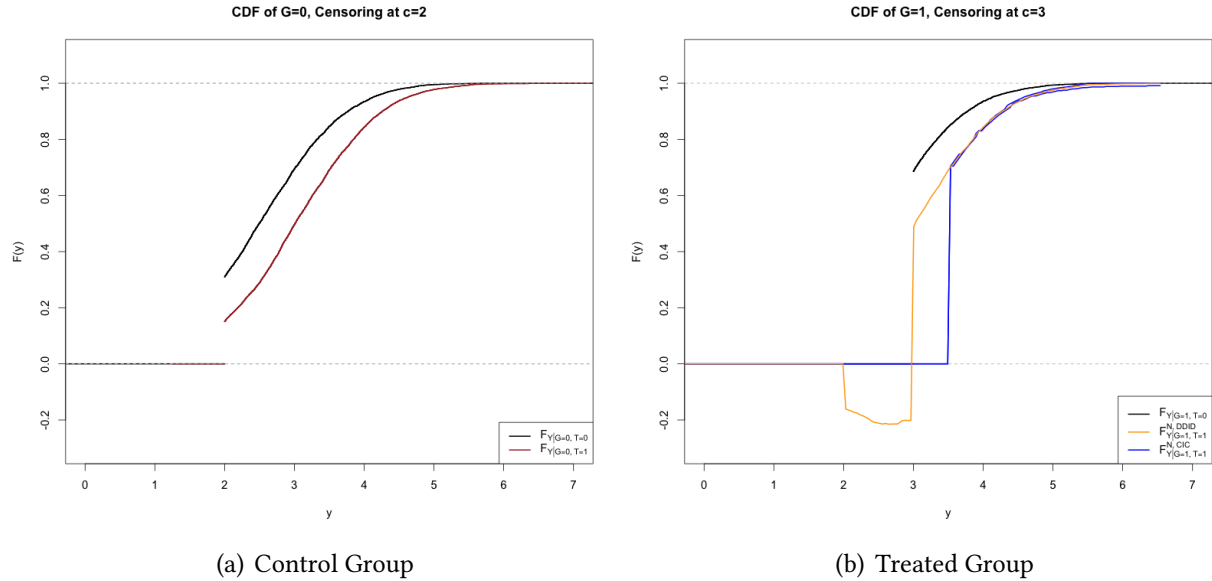 CDF of G=0, Censoring at c=2
F(y)
1.0
0.8
0.6
0.4
0.2
0.0
-0.2
0 1 2 3 4 5 6 7
y
F_{Y|G=0, T=0}
F_{Y|G=0, T=1}
(a) Control Group
CDF of G=1, Censoring at c=3
F(y)
1.0
0.8
0.6
0.4
0.2
0.0
-0.2
0 1 2 3 4 5 6 7
y
F_{Y|G=1, T=0}
F^{N, DDID}_{Y|G=1, T=1}
F^{N, CIC}_{Y|G=1, T=1}
(b) Treated Group